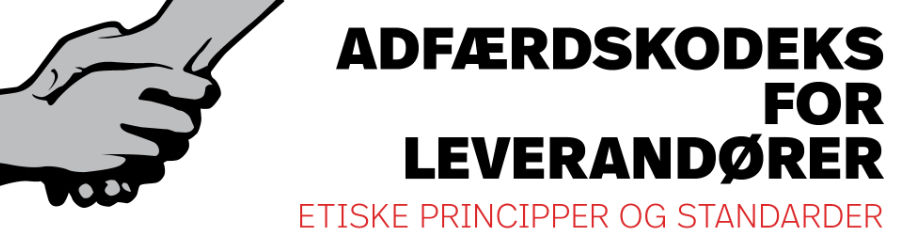 ADFÆRDSKODEKS
FOR
LEVERANDØRER
ETISKE PRINCIPPER OG STANDARDER